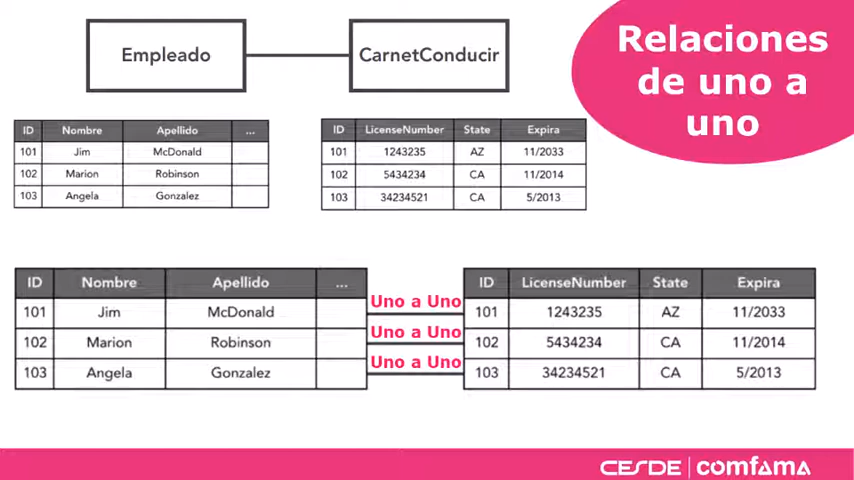 Empleado
CarnetConducir
Relaciones
de uno a
uno
ID Nombre Apellido ...
101 Jim McDonald
102 Marion Robinson
103 Angela Gonzalez
ID LicenseNumber State Expira
101 1243235 AZ 11/2033
102 5434234 CA 11/2014
103 34234521 CA 5/2013
ID Nombre Apellido ...
101 Jim McDonald
102 Marion Robinson
103 Angela Gonzalez
Uno a Uno
Uno a Uno
Uno a Uno
ID LicenseNumber State Expira
101 1243235 AZ 11/2033
102 5434234 CA 11/2014
103 34234521 CA 5/2013
CESDE | comfama